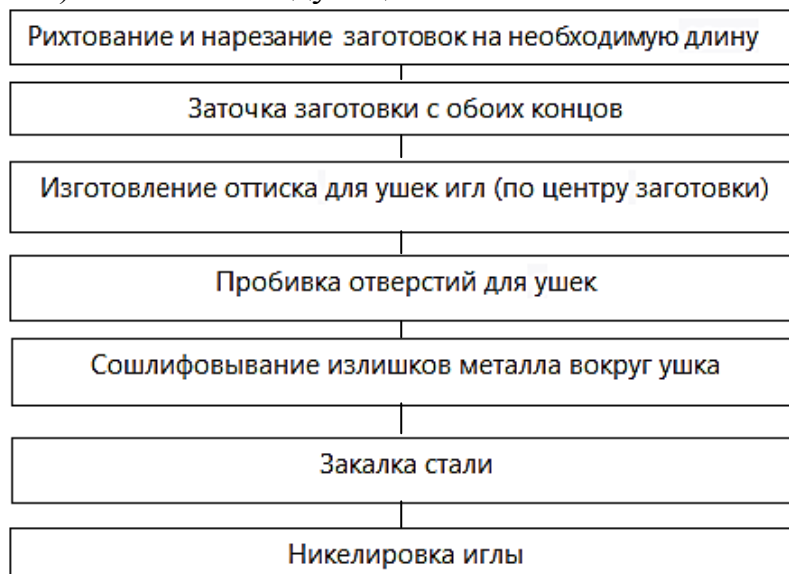 Рихтование и нарезание заготовок на необходимую длину
Заточка заготовки с обоих концов
Изготовление оттиска для ушек игл (по центру заготовки)
Пробивка отверстий для ушек
Сошлифовывание излишков металла вокруг ушка
Закалка стали
Никелировка иглы